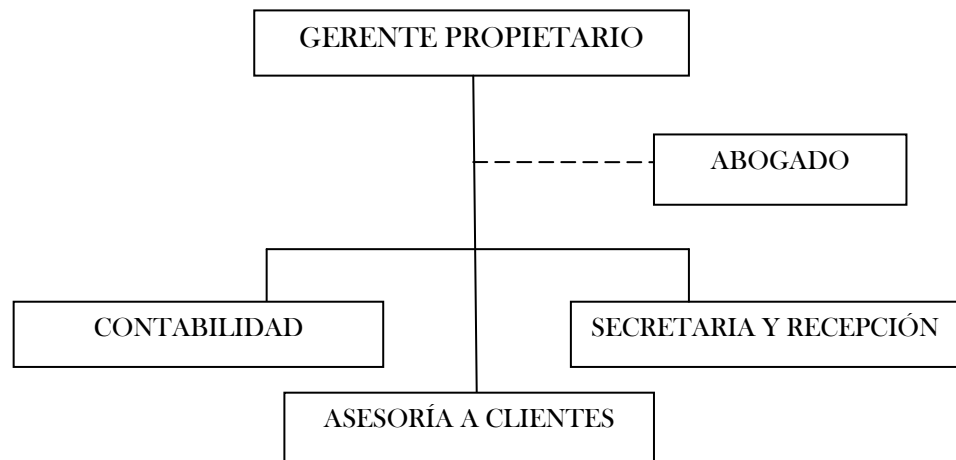 GERENTE PROPIETARIO
ABOGADO
CONTABILIDAD
SECRETARIA Y RECEPCIÓN
ASESORÍA A CLIENTES